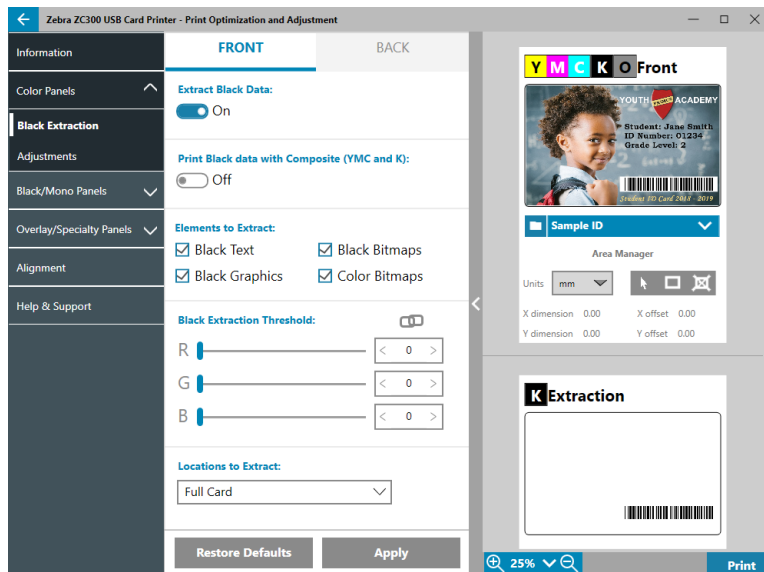 Zebra ZC300 USB Card Printer - Print Optimization and Adjustment
Information
Color Panels
Black Extraction
Adjustments
Black/Mono Panels
Overlay/Specialty Panels
Alignment
Help & Support
FRONT BACK
Extract Black Data:
On
Print Black data with Composite (YMC and K):
Off
Elements to Extract:
Black Text Black Bitmaps
Black Graphics Color Bitmaps
Black Extraction Threshold:
R < 0 >
G < 0 >
B < 0 >
Locations to Extract:
Full Card
Restore Defaults Apply
Y M C K O Front
YOUTH ACADEMY
Student: Jane Smith
ID Number: 01234
Grade Level: 2
Student ID Card 2018 - 2019
Sample ID
Area Manager
Units mm
X dimension 0.00 X offset 0.00
Y dimension 0.00 Y offset 0.00
K Extraction
25%
Print